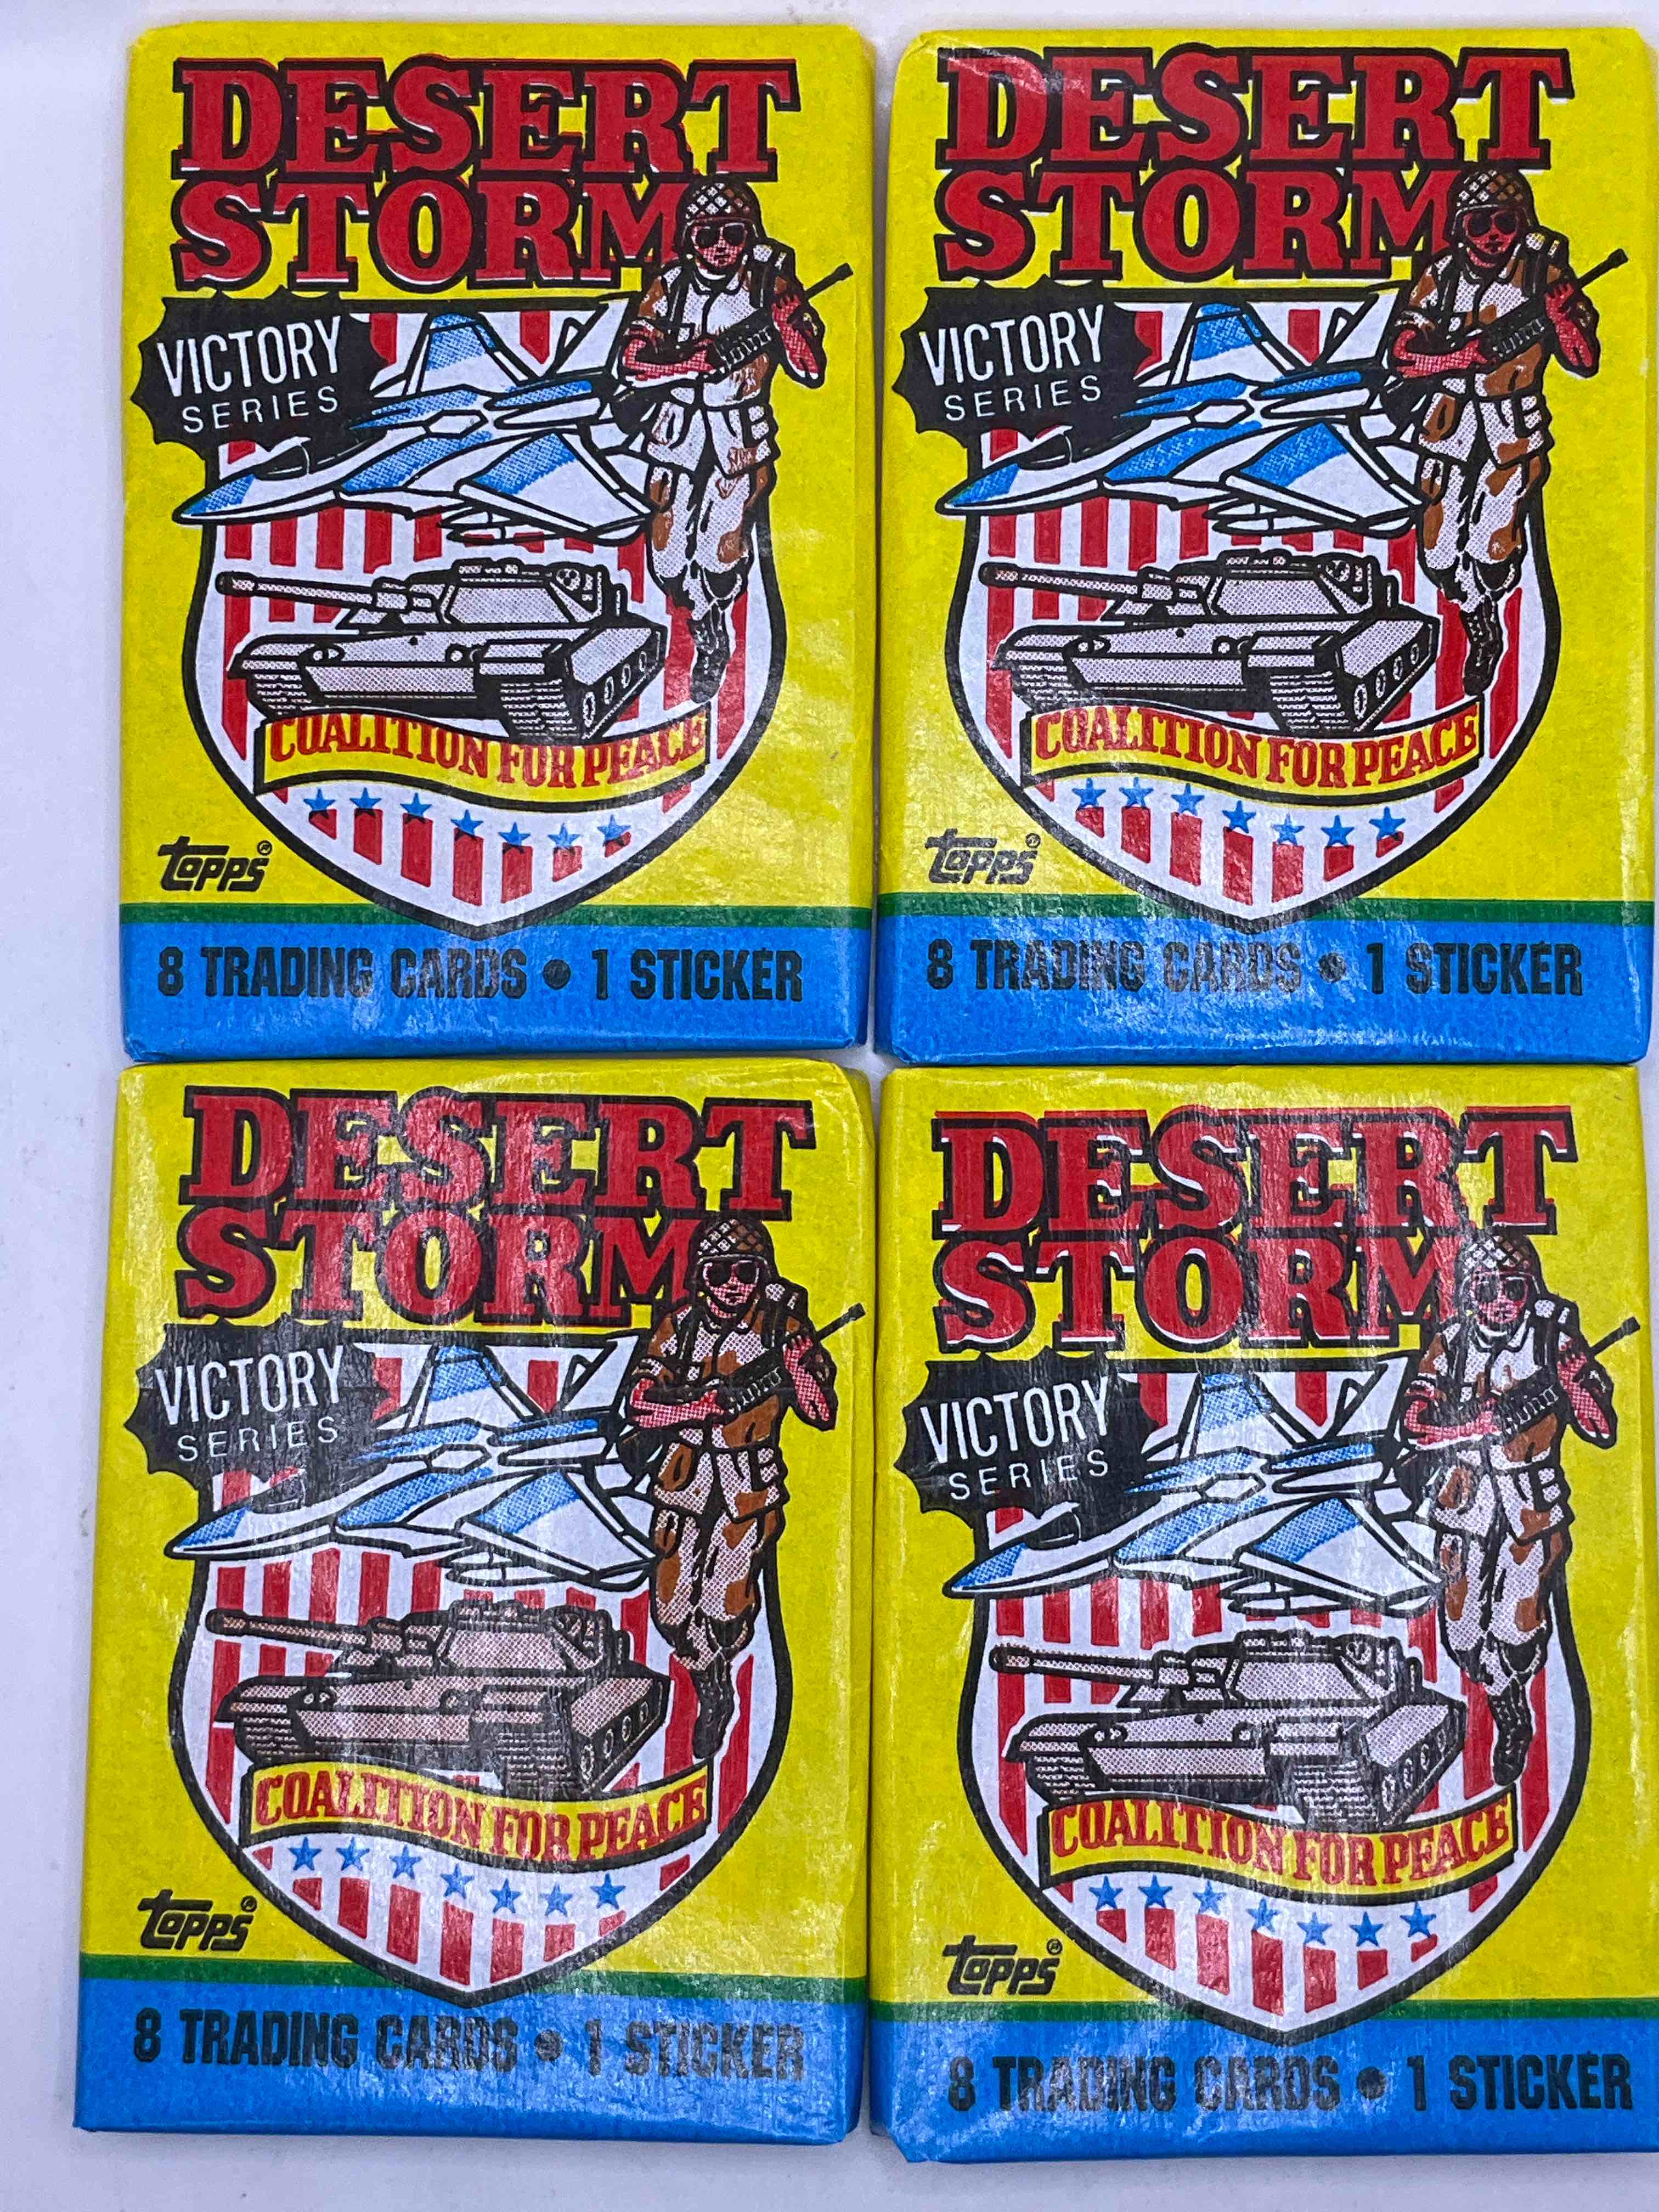 DESERT
STORM
VICTORY
SERIES
COALITION FOR PEACE
topps®
8 TRADING CARDS • 1 STICKER
DESERT
STORM
VICTORY
SERIES
COALITION FOR PEACE
topps®
8 TRADING CARDS • 1 STICKER
DESERT
STORM
VICTORY
SERIES
COALITION FOR PEACE
topps®
8 TRADING CARDS • 1 STICKER
DESERT
STORM
VICTORY
SERIES
COALITION FOR PEACE
topps®
8 TRADING CARDS • 1 STICKER